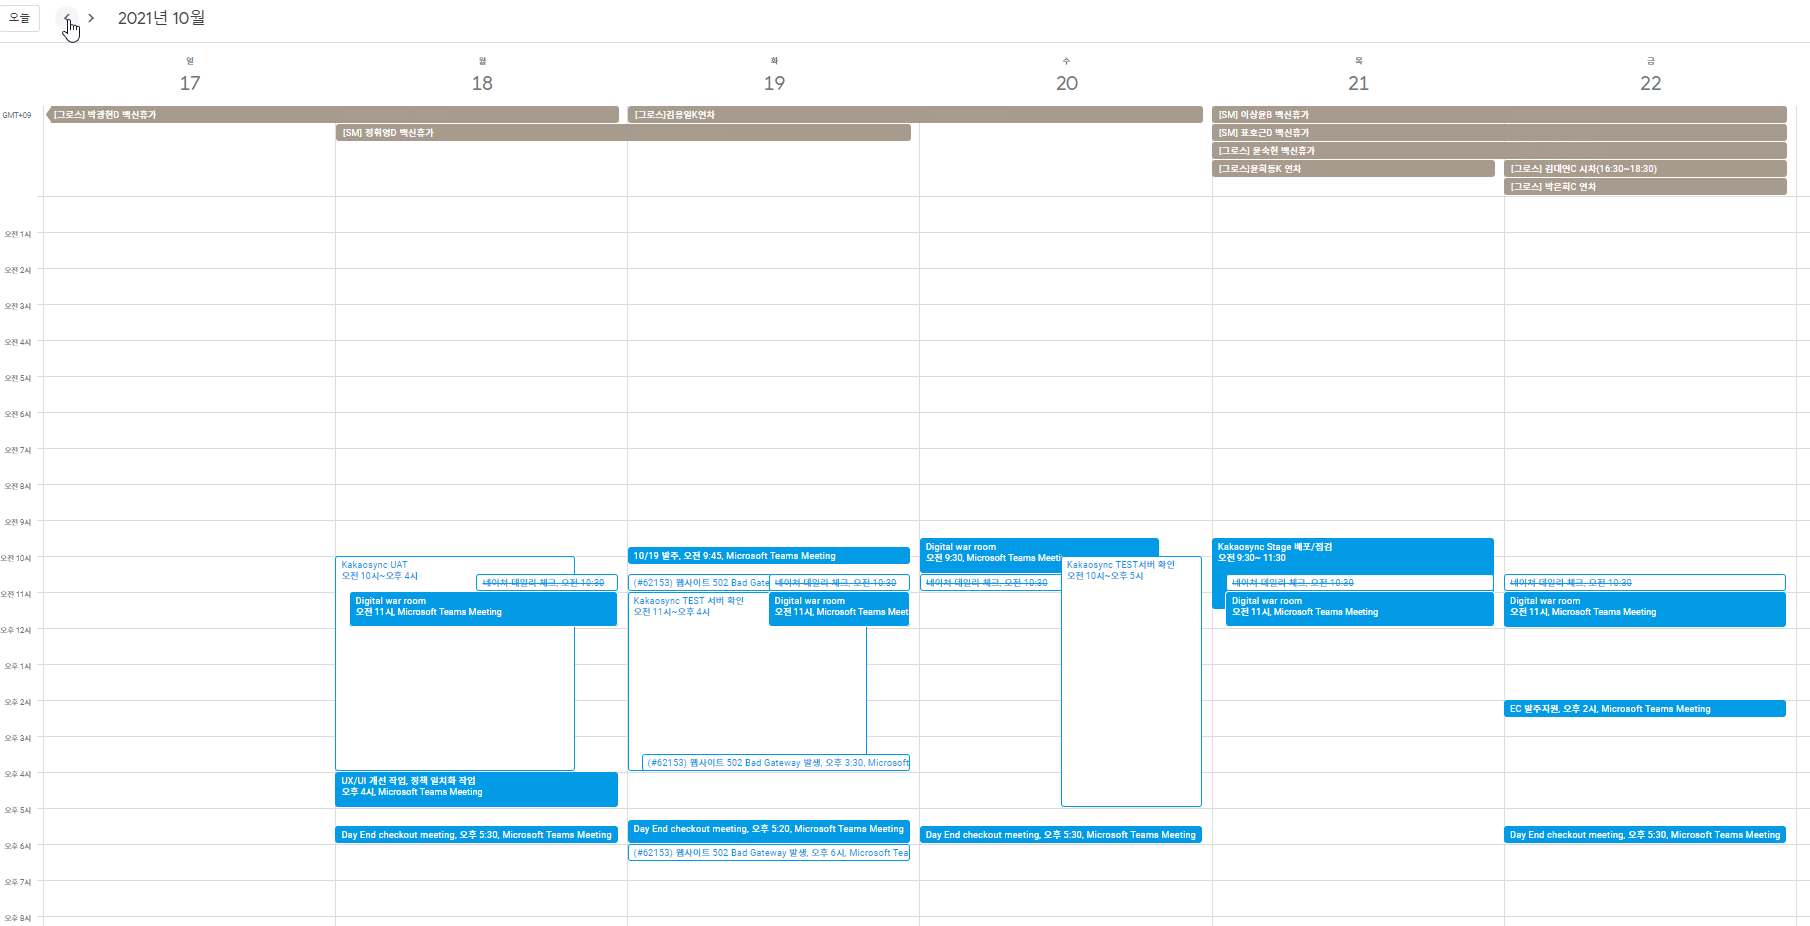 오늘
2021년 10월
일
월
화
수
목
금
17
18
19
20
21
22
GMT+09
[그로스] 박광현D 백신휴가
[그로스]김용일K연차
[SM] 이상윤B 백신휴가
[SM] 정휘영D 백신휴가
[SM] 표호근D 백신휴가
[그로스] 윤숙현 백신휴가
[그로스]윤희동K 연차
[그로스] 김대연C 시차(16:30~18:30)
[그로스] 박은희C 연차
오전 1시
오전 2시
오전 3시
오전 4시
오전 5시
오전 6시
오전 7시
오전 8시
오전 9시
오전 10시
오전 11시
오후 12시
오후 1시
오후 2시
오후 3시
오후 4시
오후 5시
오후 6시
오후 7시
오후 8시
Kakaosync UAT
오전 10시~오후 4시
네이처 데일리 체크, 오전 10:30
Digital war room
오전 11시, Microsoft Teams Meeting
UX/UI 개선 작업, 정책 일치화 작업
오후 4시, Microsoft Teams Meeting
Day End checkout meeting, 오후 5:30, Microsoft Teams Meeting
10/19 발주, 오전 9:45, Microsoft Teams Meeting
(#62153) 웹사이트 502 Bad Gate
네이처 데일리 체크, 오전 10:30
Kakaosync TEST 서버 확인
오전 11시~오후 4시
Digital war room
오전 11시, Microsoft Teams Meet
(#62153) 웹사이트 502 Bad Gateway 발생, 오후 3:30, Microsoft
Day End checkout meeting, 오후 5:20, Microsoft Teams Meeting
(#62153) 웹사이트 502 Bad Gateway 발생, 오후 6시, Microsoft Tea
Digital war room
오전 9:30, Microsoft Teams Meeti
네이처 데일리 체크, 오전 10:30
Kakaosync TEST서버 확인
오전 10시~오후 5시
Day End checkout meeting, 오후 5:30, Microsoft Teams Meeting
Kakaosync Stage 배포/점검
오전 9:30~ 11:30
네이처 데일리 체크, 오전 10:30
Digital war room
오전 11시, Microsoft Teams Meeting
네이처 데일리 체크, 오전 10:30
Digital war room
오전 11시, Microsoft Teams Meeting
EC 발주지원, 오후 2시, Microsoft Teams Meeting
Day End checkout meeting, 오후 5:30, Microsoft Teams Meeting